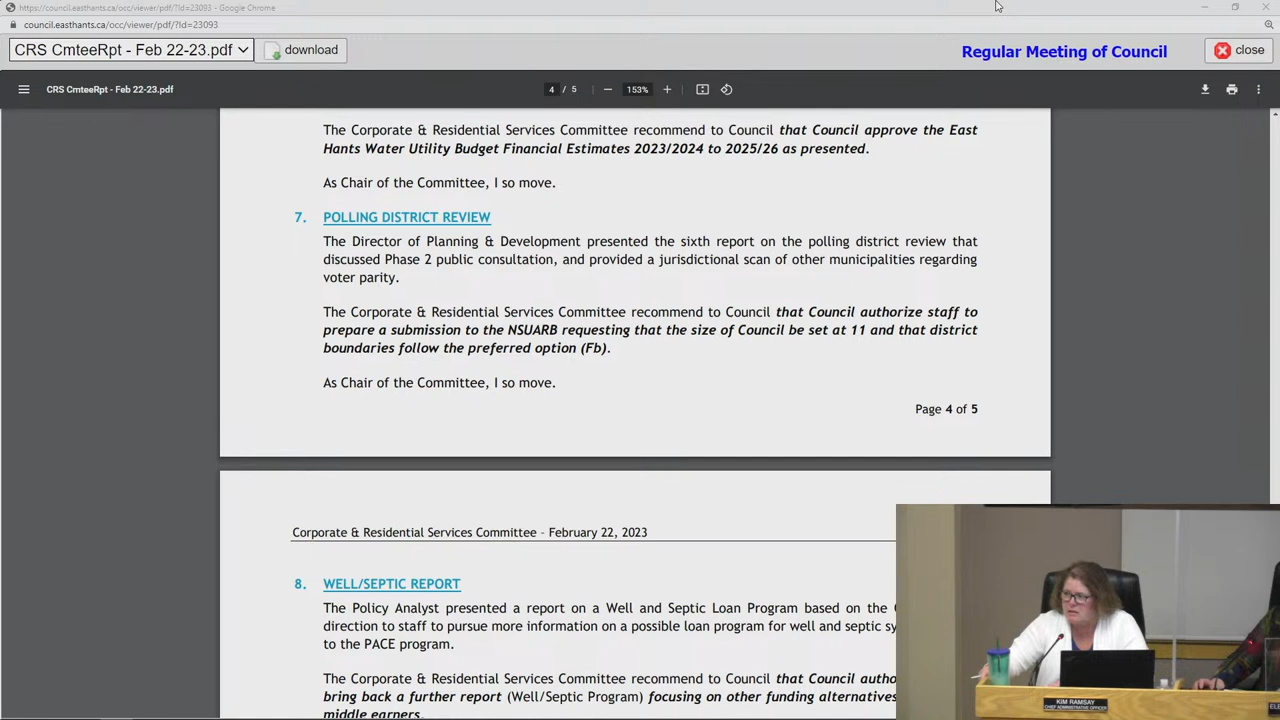 https://council.easthants.ca/occ/viewer/pdf/?Id=23093 - Google Chrome
council.easthants.ca/occ/viewer/pdf/?Id=23093
CRS CmteeRpt - Feb 22-23.pdf
download
Regular Meeting of Council
close
CRS CmteeRpt - Feb 22-23.pdf
4 / 5
153%
The Corporate & Residential Services Committee recommend to Council that Council approve the East
Hants Water Utility Budget Financial Estimates 2023/2024 to 2025/26 as presented.
As Chair of the Committee, I so move.
7. POLLING DISTRICT REVIEW
The Director of Planning & Development presented the sixth report on the polling district review that
discussed Phase 2 public consultation, and provided a jurisdictional scan of other municipalities regarding
voter parity.
The Corporate & Residential Services Committee recommend to Council that Council authorize staff to
prepare a submission to the NSUARB requesting that the size of Council be set at 11 and that district
boundaries follow the preferred option (Fb).
As Chair of the Committee, I so move.
Page 4 of 5
Corporate & Residential Services Committee - February 22, 2023
8. WELL/SEPTIC REPORT
The Policy Analyst presented a report on a Well and Septic Loan Program based on the
direction to staff to pursue more information on a possible loan program for well and septic sy
to the PACE program.
The Corporate & Residential Services Committee recommend to Council that Council autho
bring back a further report (Well/Septic Program) focusing on other funding alternatives
middle earners.
KIM RAMSAY
CHIEF ADMINISTRATIVE OFFICER